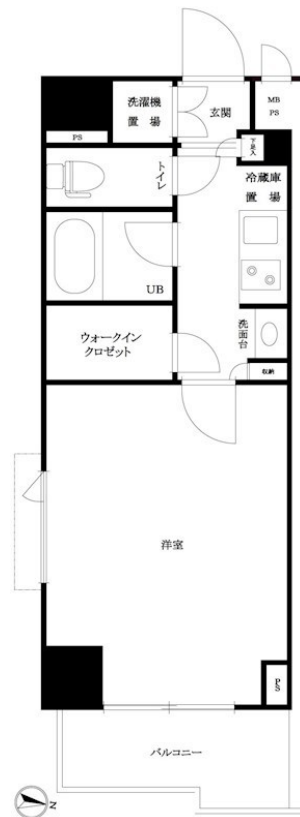 洗濯機
置場
玄関
MB
PS
PS
下足入
トイレ
冷蔵庫
置場
UB
洗面台
ウォークイン
クロゼット
収納
洋室
PS
バルコニー
N